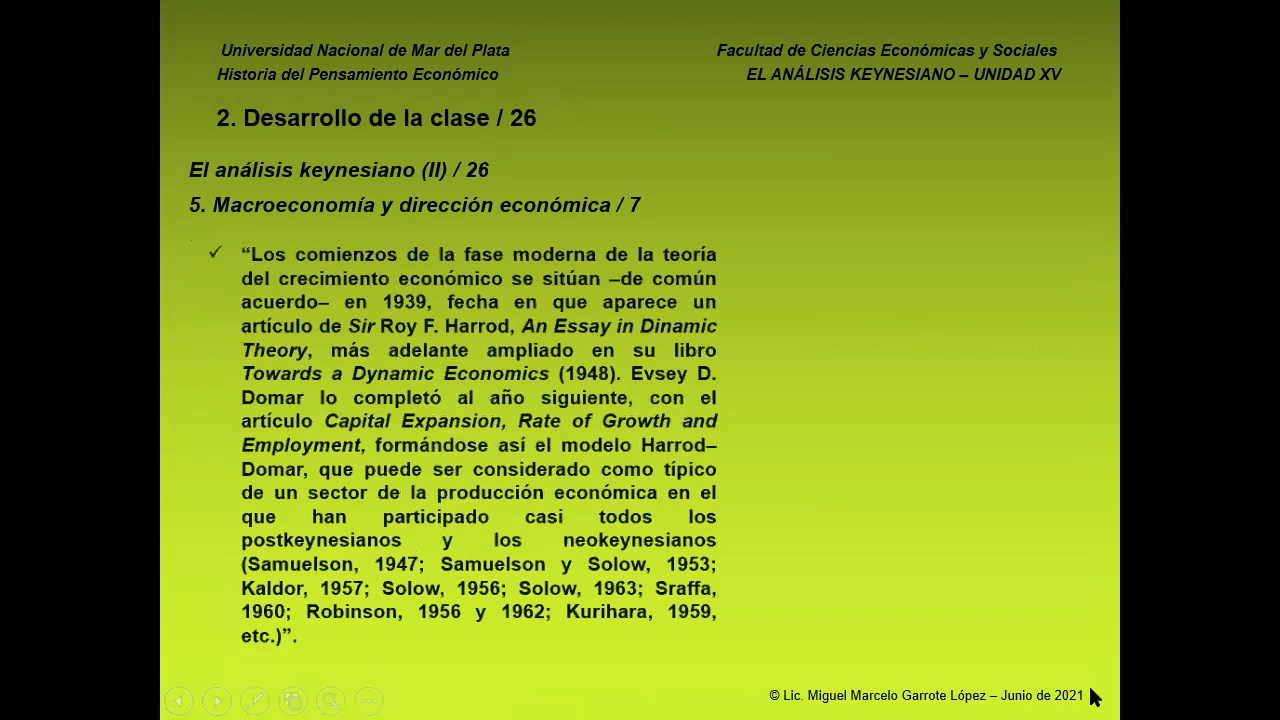 Universidad Nacional de Mar del Plata
Facultad de Ciencias Económicas y Sociales
Historia del Pensamiento Económico
EL ANÁLISIS KEYNESIANO – UNIDAD XV
2. Desarrollo de la clase / 26
El análisis keynesiano (II) / 26
5. Macroeconomía y dirección económica / 7
✓ “Los comienzos de la fase moderna de la teoría
del crecimiento económico se sitúan –de común
acuerdo– en 1939, fecha en que aparece un
artículo de Sir Roy F. Harrod, An Essay in Dinamic
Theory, más adelante ampliado en su libro
Towards a Dynamic Economics (1948). Evsey D.
Domar lo completó al año siguiente, con el
artículo Capital Expansion, Rate of Growth and
Employment, formándose así el modelo Harrod–
Domar, que puede ser considerado como típico
de un sector de la producción económica en el
que han participado casi todos los
postkeynesianos y los neokeynesianos
(Samuelson, 1947; Samuelson y Solow, 1953;
Kaldor, 1957; Solow, 1956; Solow, 1963; Sraffa,
1960; Robinson, 1956 y 1962; Kurihara, 1959,
etc.)”.
© Lic. Miguel Marcelo Garrote López – Junio de 2021